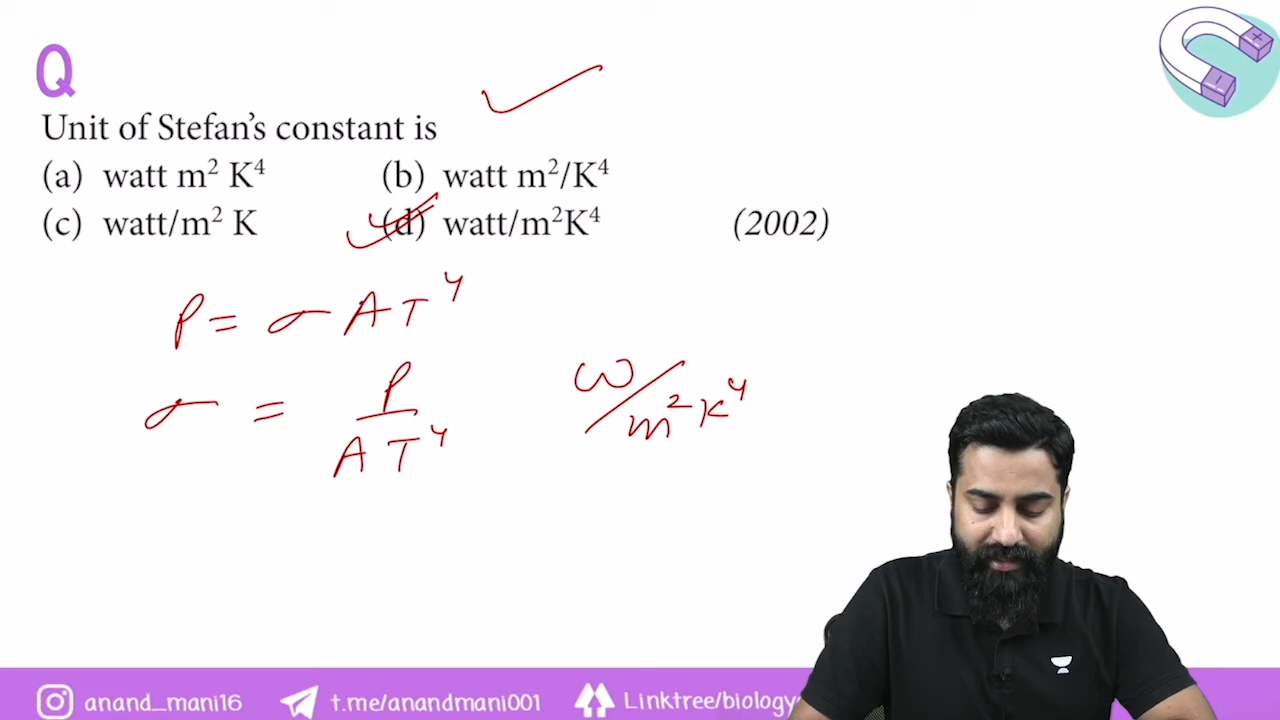 Q
Unit of Stefan's constant is
(a) watt m² K⁴ (b) watt m²/K⁴
(c) watt/m² K (d) watt/m²K⁴ (2002)
P = σ A T⁴
σ = P / A T⁴
W/m² K⁴
anand_mani16 t.me/anandmani001 Linktree/biology